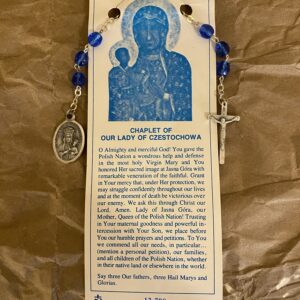 CHAPLET OF
OUR LADY OF CZESTOCHOWA
O Almighty and merciful God! You gave the
Polish Nation a wondrous help and defense
in the most holy Virgin Mary and You
honored Her sacred image at Jasna Góra with
remarkable veneration of the faithful. Grant
in Your mercy that, under Her protection, we
may struggle confidently throughout our lives
and at the moment of death be victorious over
our enemy. We ask this through Christ our
Lord. Amen. Lady of Jasna Góra, our
Mother, Queen of the Polish Nation! Trusting
in Your maternal goodness and powerful in-
tercession with Your Son, we place before
You our humble prayers and petitions. To You
we commend all our needs, in particular...
(mention a personal petition), our families,
and all children of the Polish Nation, whether
in their native land or elsewhere in the world.
Say three Our fathers, three Hail Marys and
Glorias.